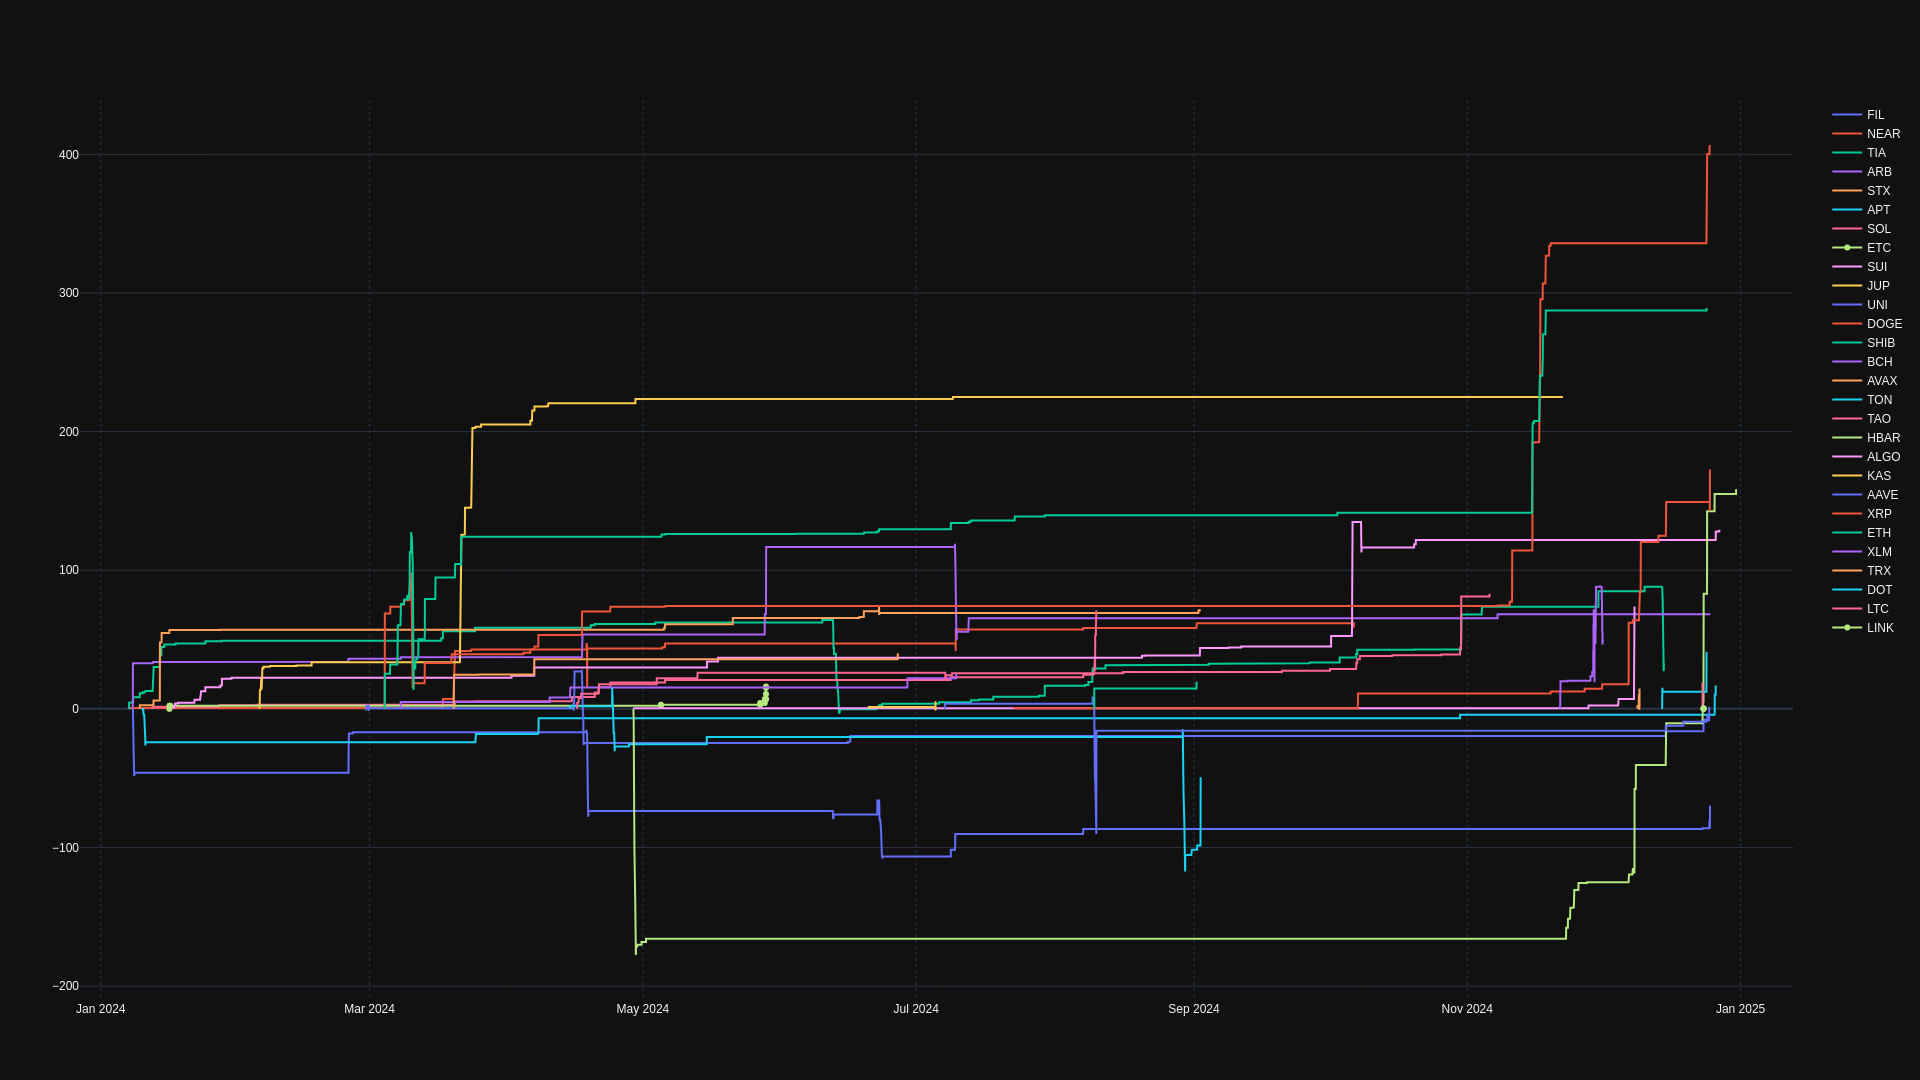 400
300
200
100
0
−100
−200
Jan 2024
Mar 2024
May 2024
Jul 2024
Sep 2024
Nov 2024
Jan 2025
FIL
NEAR
TIA
ARB
STX
APT
SOL
ETC
SUI
JUP
UNI
DOGE
SHIB
BCH
AVAX
TON
TAO
HBAR
ALGO
KAS
AAVE
XRP
ETH
XLM
TRX
DOT
LTC
LINK